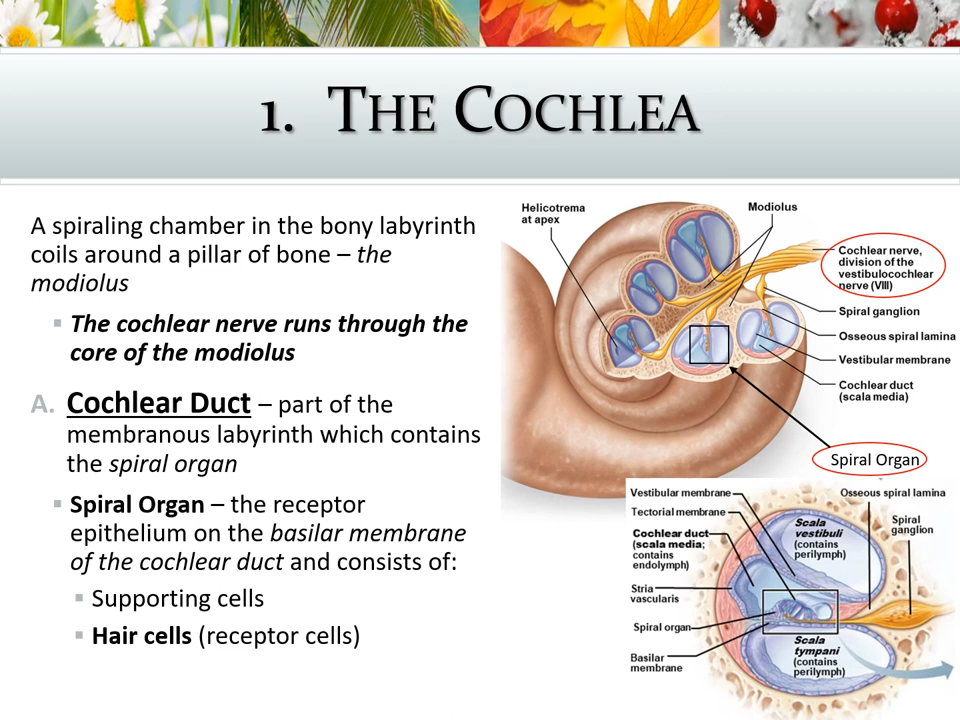 1. The Cochlea
A spiraling chamber in the bony labyrinth
coils around a pillar of bone – the
modiolus
▪ The cochlear nerve runs through the
core of the modiolus
A. Cochlear Duct – part of the
membranous labyrinth which contains
the spiral organ
▪ Spiral Organ – the receptor
epithelium on the basilar membrane
of the cochlear duct and consists of:
▪ Supporting cells
▪ Hair cells (receptor cells)
Helicotrema
at apex
Modiolus
Cochlear nerve,
division of the
vestibulocochlear
nerve (VIII)
Spiral ganglion
Osseous spiral lamina
Vestibular membrane
Cochlear duct
(scala media)
Spiral Organ
Vestibular membrane
Tectorial membrane
Cochlear duct
(scala media;
contains
endolymph)
Stria
vascularis
Spiral organ
Basilar
membrane
Scala
vestibuli
(contains
perilymph)
Osseous spiral lamina
Spiral
ganglion
Scala
tympani
(contains
perilymph)